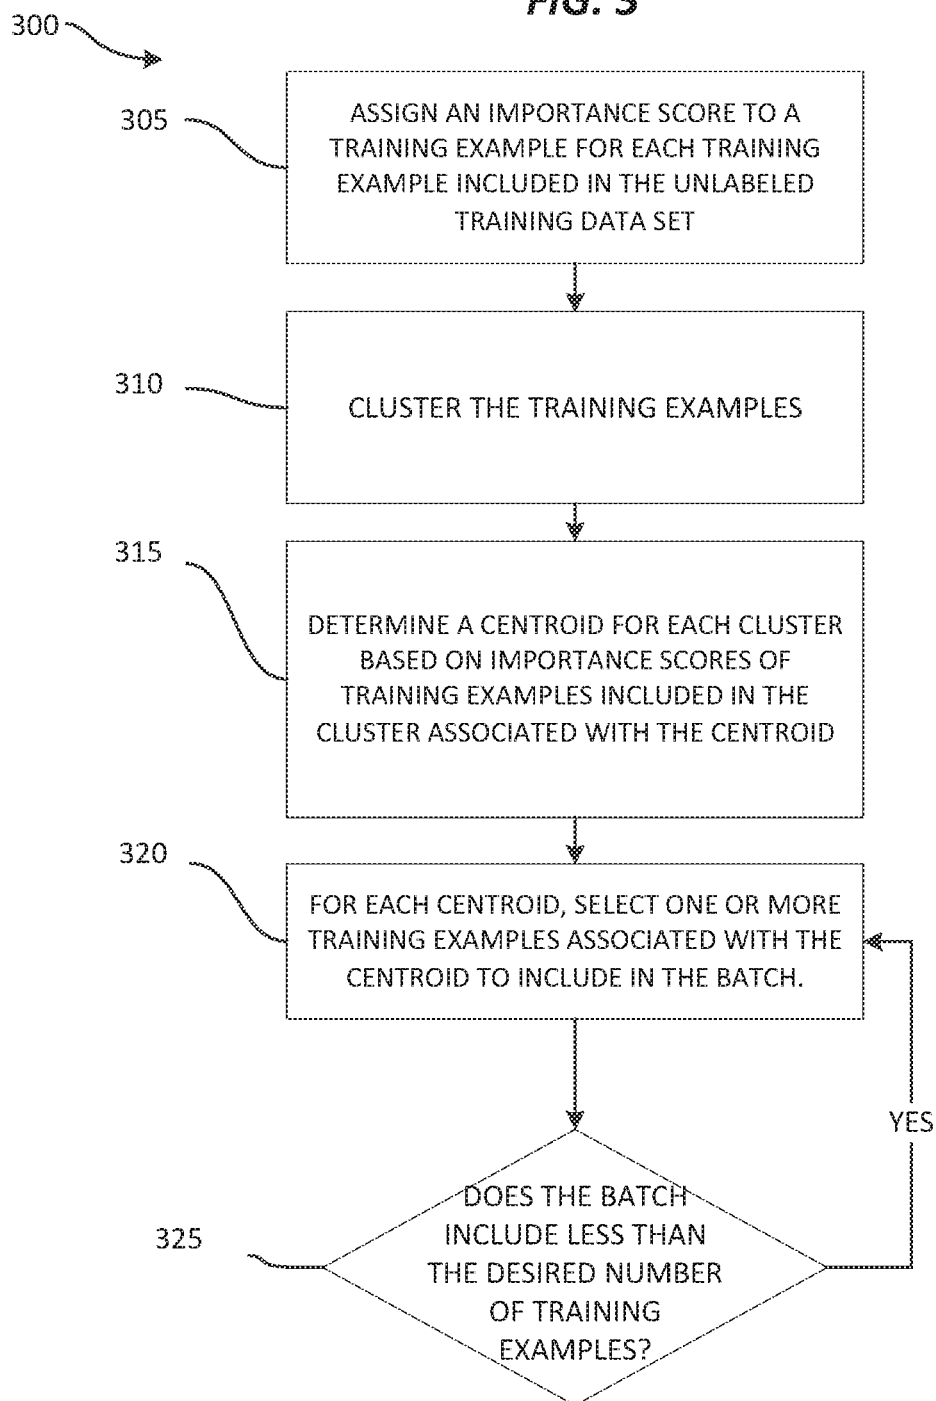 FIG. 3
300
305
ASSIGN AN IMPORTANCE SCORE TO A
TRAINING EXAMPLE FOR EACH TRAINING
EXAMPLE INCLUDED IN THE UNLABELED
TRAINING DATA SET
310
CLUSTER THE TRAINING EXAMPLES
315
DETERMINE A CENTROID FOR EACH CLUSTER
BASED ON IMPORTANCE SCORES OF
TRAINING EXAMPLES INCLUDED IN THE
CLUSTER ASSOCIATED WITH THE CENTROID
320
FOR EACH CENTROID, SELECT ONE OR MORE
TRAINING EXAMPLES ASSOCIATED WITH THE
CENTROID TO INCLUDE IN THE BATCH.
YES
325
DOES THE BATCH
INCLUDE LESS THAN
THE DESIRED NUMBER
OF TRAINING
EXAMPLES?